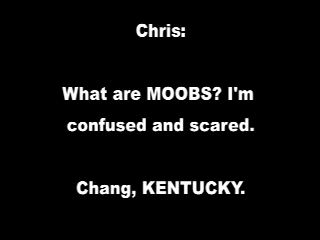 Chris:
What are MOOBS? I'm
confused and scared.
Chang, KENTUCKY.